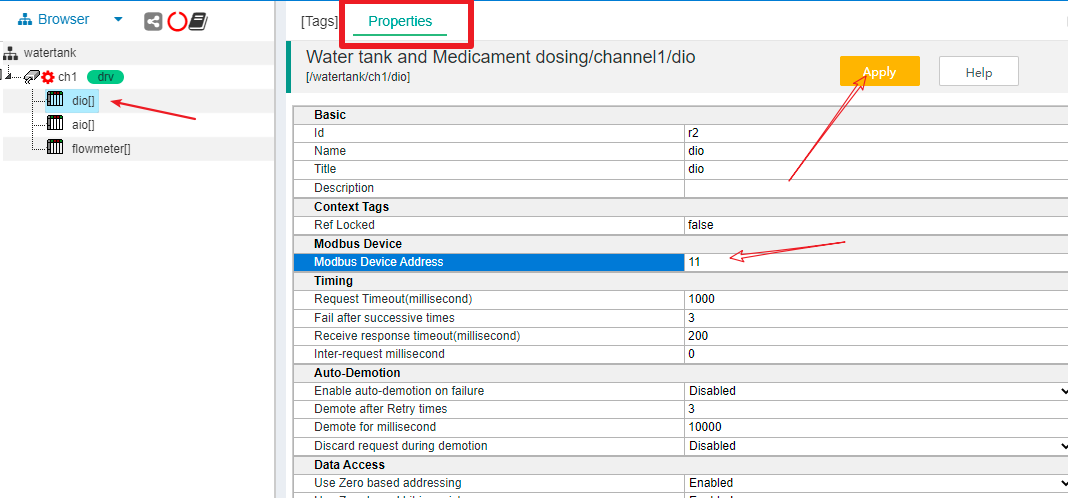 Browser
watertank
ch1 drv
dio[]
aio[]
flowmeter[]
[Tags] Properties
Water tank and Medicament dosing/channel1/dio
[/watertank/ch1/dio]
Apply Help
Basic
Id r2
Name dio
Title dio
Description
Context Tags
Ref Locked false
Modbus Device
Modbus Device Address 11
Timing
Request Timeout(millisecond) 1000
Fail after successive times 3
Receive response timeout(millisecond) 200
Inter-request millisecond 0
Auto-Demotion
Enable auto-demotion on failure Disabled
Demote after Retry times 3
Demote for millisecond 10000
Discard request during demotion Disabled
Data Access
Use Zero based addressing Enabled